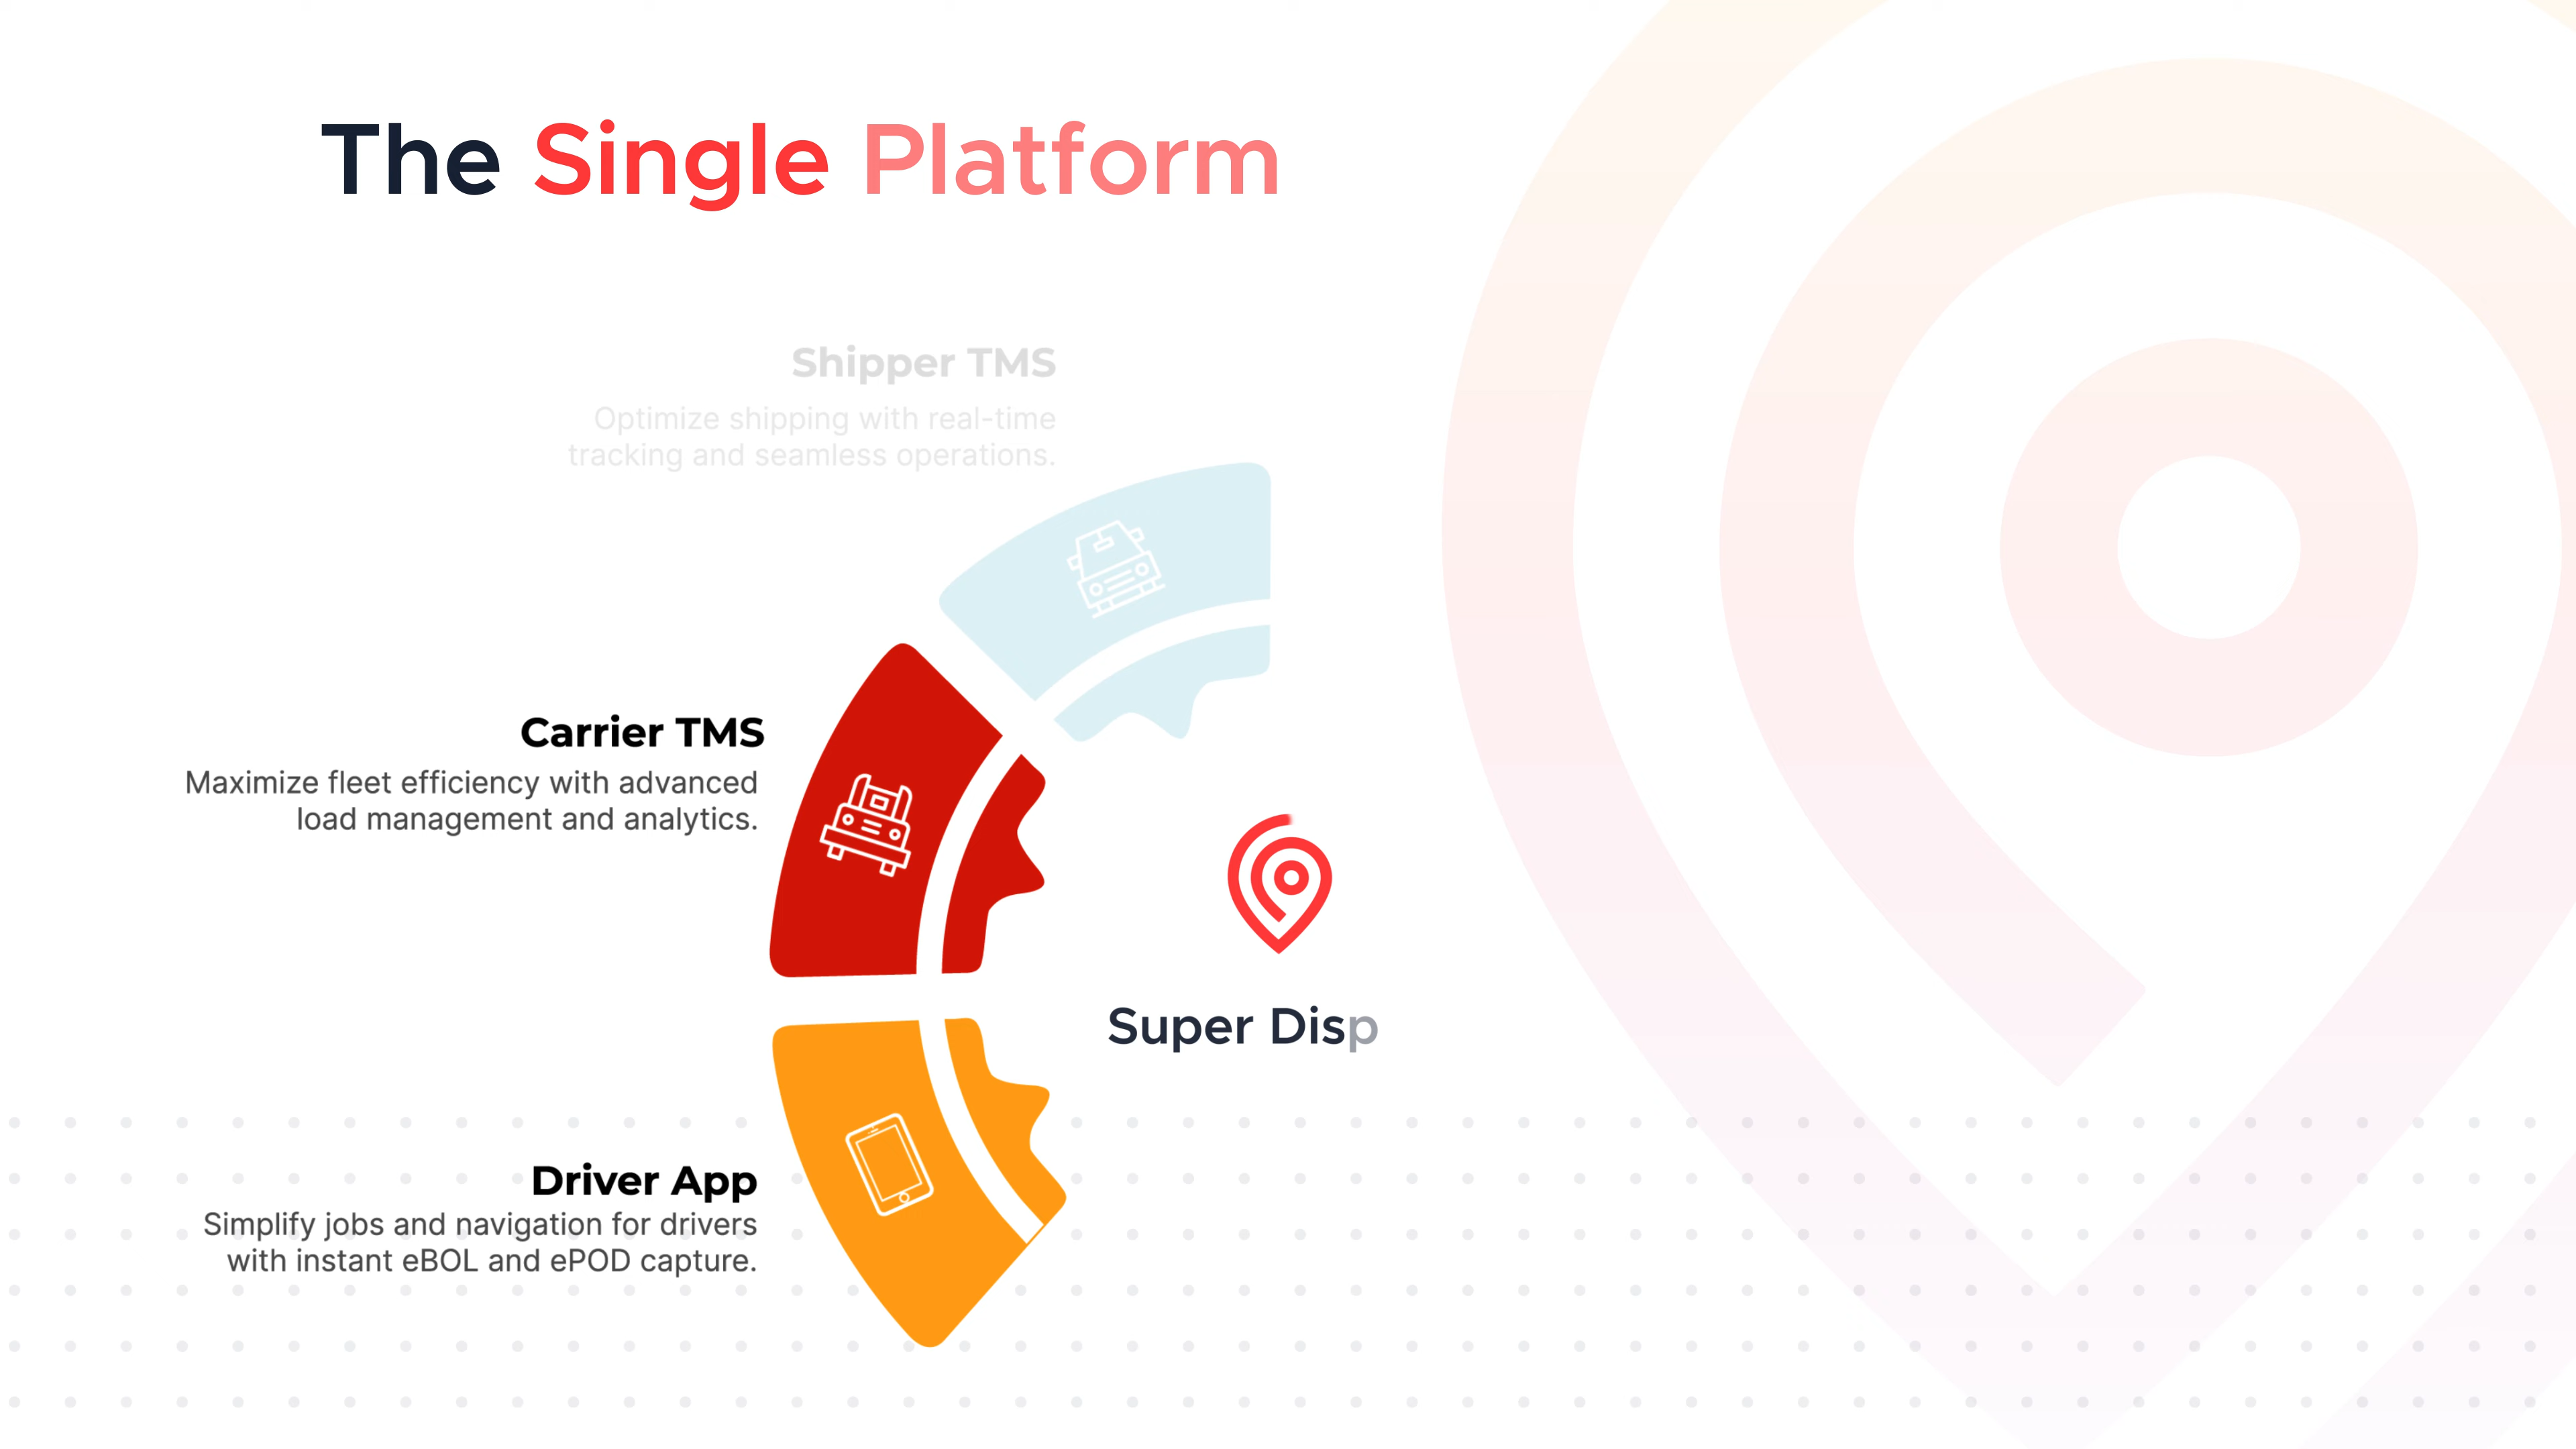 The Single Platform
Shipper TMS
Optimize shipping with real-time
tracking and seamless operations.
Carrier TMS
Maximize fleet efficiency with advanced
load management and analytics.
Super Disp
Driver App
Simplify jobs and navigation for drivers
with instant eBOL and ePOD capture.